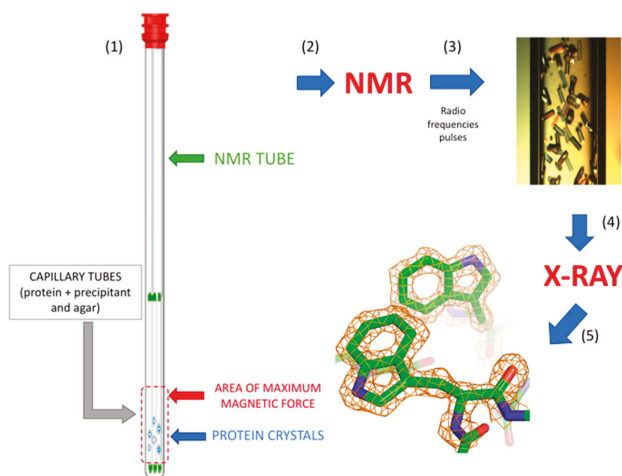 (1)
(2)
(3)
NMR
Radio
frequencies
pulses
NMR TUBE
(4)
CAPILLARY TUBES
(protein + precipitant
and agar)
X-RAY
(5)
AREA OF MAXIMUM
MAGNETIC FORCE
PROTEIN CRYSTALS